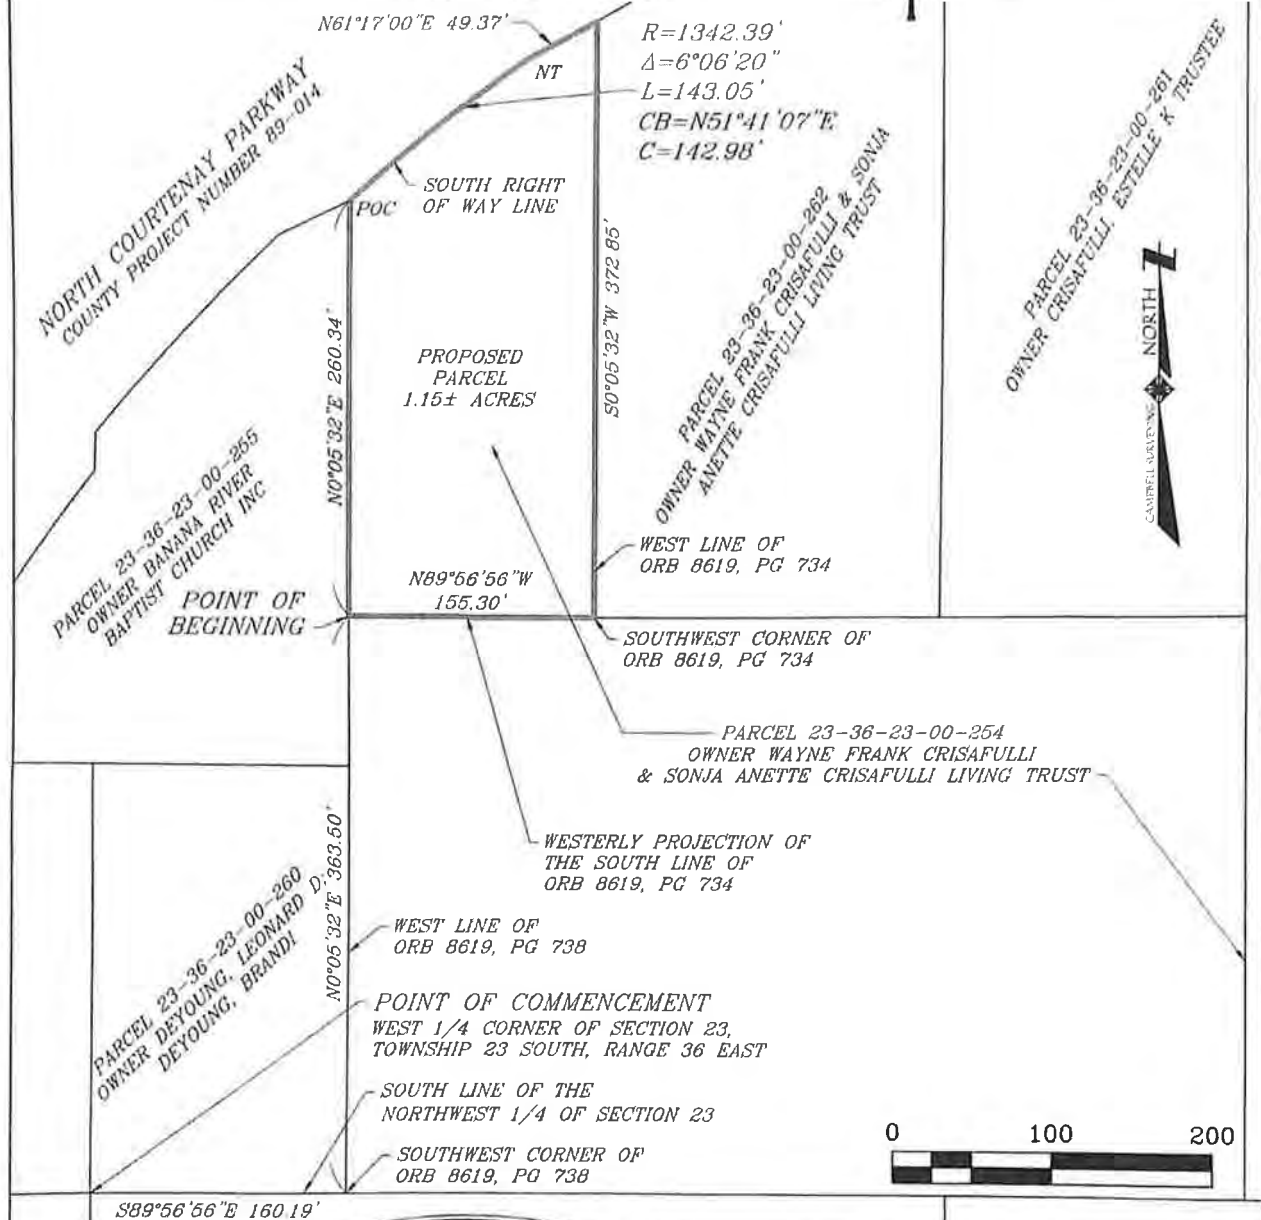 N61°17'00"E 49.37'
R=1342.39'
Δ=6°06'20"
L=143.05'
CB=N51°41'07"E
C=142.98'
NT
NORTH COURTENAY PARKWAY
COUNTY PROJECT NUMBER 89-014
SOUTH RIGHT
OF WAY LINE
POC
PARCEL 23-36-23-00-262
OWNER WAYNE FRANK CRISAFULLI & SONJA
ANETTE CRISAFULLI LIVING TRUST
PARCEL 23-36-23-00-261
OWNER CRISAFULLI, ESTELLE K TRUSTEE
NORTH
CAMPBELL SURVEYING
N0°05'32"E 260.34'
PROPOSED
PARCEL
1.15± ACRES
S0°05'32"W 372.85'
PARCEL 23-36-23-00-255
OWNER BANANA RIVER
BAPTIST CHURCH INC
WEST LINE OF
ORB 8619, PG 734
N89°56'56"W
155.30'
POINT OF
BEGINNING
SOUTHWEST CORNER OF
ORB 8619, PG 734
PARCEL 23-36-23-00-254
OWNER WAYNE FRANK CRISAFULLI
& SONJA ANETTE CRISAFULLI LIVING TRUST
WESTERLY PROJECTION OF
THE SOUTH LINE OF
ORB 8619, PG 734
PARCEL 23-36-23-00-260
OWNER DEYOUNG, LEONARD D;
DEYOUNG, BRANDI
N0°05'32"E 363.50'
WEST LINE OF
ORB 8619, PG 738
POINT OF COMMENCEMENT
WEST 1/4 CORNER OF SECTION 23,
TOWNSHIP 23 SOUTH, RANGE 36 EAST
SOUTH LINE OF THE
NORTHWEST 1/4 OF SECTION 23
SOUTHWEST CORNER OF
ORB 8619, PG 738
0 100 200
S89°56'56"E 160.19'